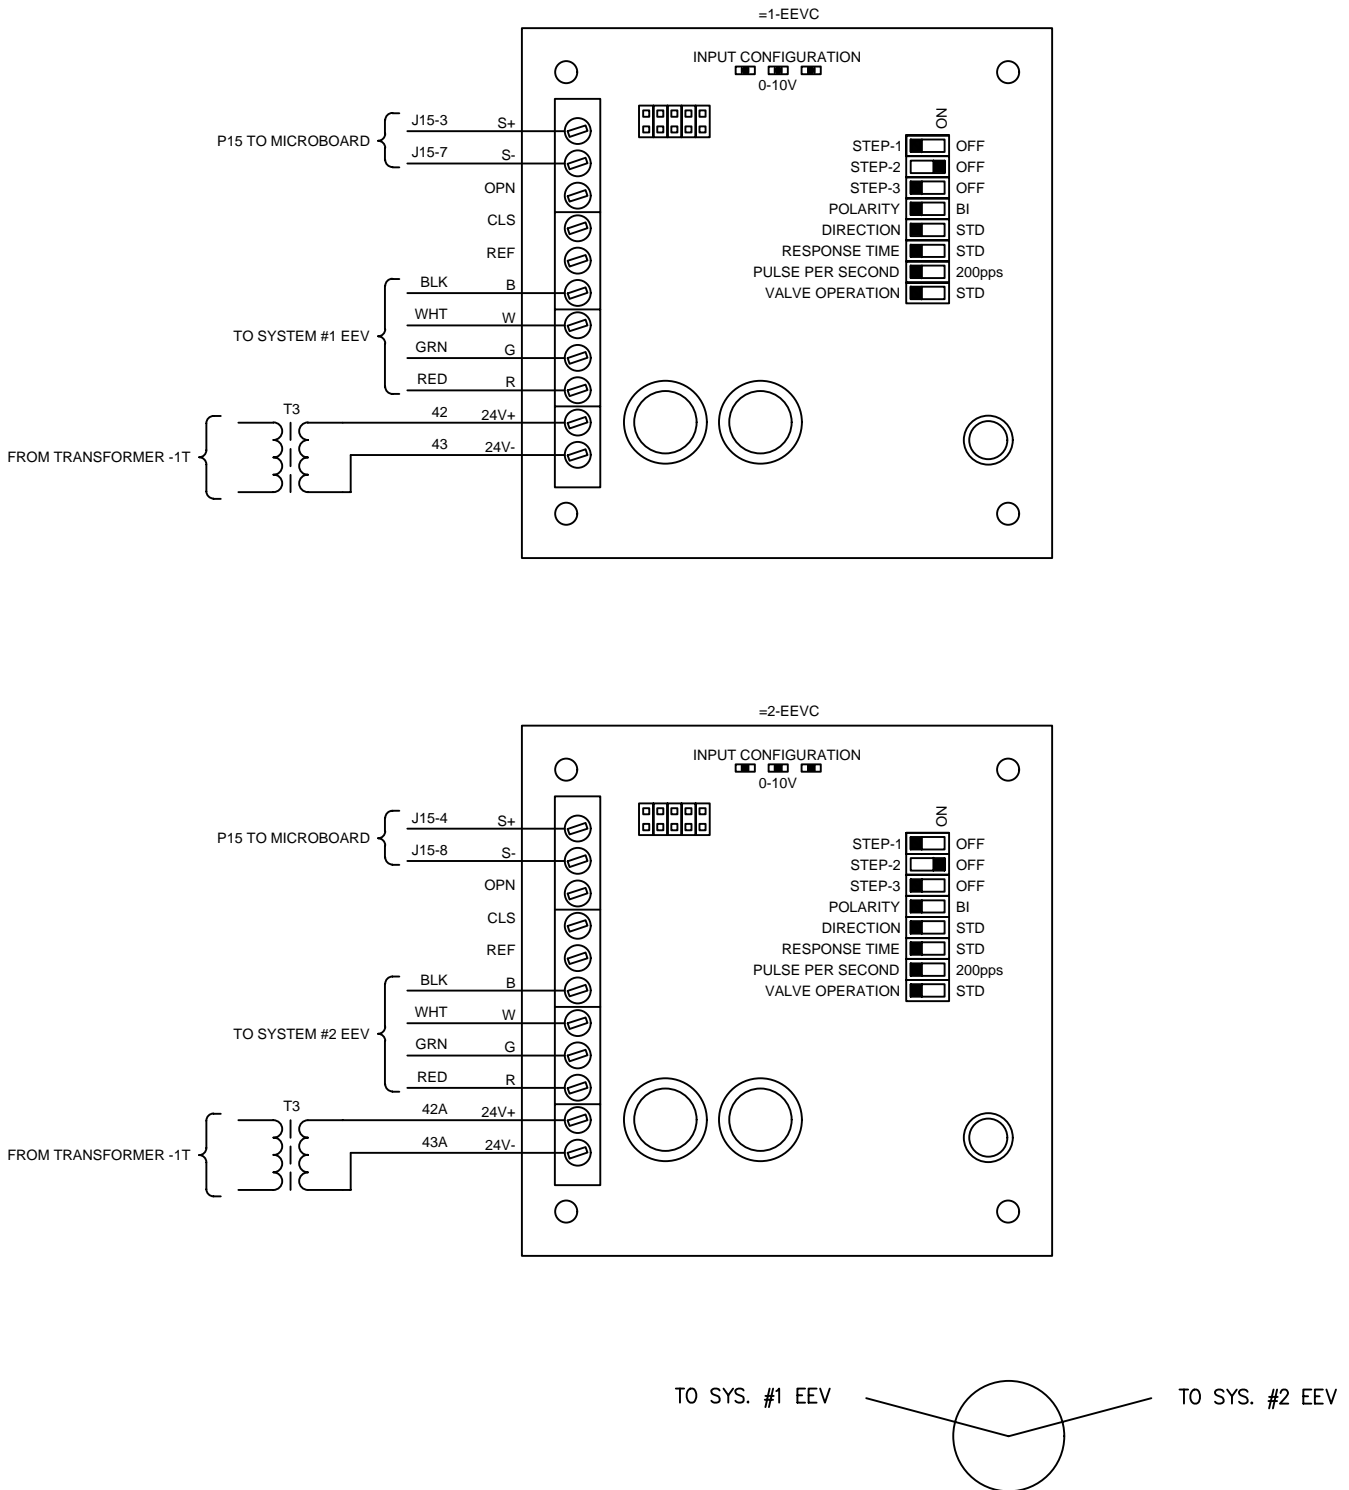 =1-EEVC
INPUT CONFIGURATION
0-10V
P15 TO MICROBOARD
J15-3 S+
J15-7 S-
OPN
CLS
REF
TO SYSTEM #1 EEV
BLK B
WHT W
GRN G
RED R
FROM TRANSFORMER -1T
T3
42 24V+
43 24V-
ON
STEP-1 OFF
STEP-2 OFF
STEP-3 OFF
POLARITY BI
DIRECTION STD
RESPONSE TIME STD
PULSE PER SECOND 200pps
VALVE OPERATION STD
=2-EEVC
INPUT CONFIGURATION
0-10V
P15 TO MICROBOARD
J15-4 S+
J15-8 S-
OPN
CLS
REF
TO SYSTEM #2 EEV
BLK B
WHT W
GRN G
RED R
FROM TRANSFORMER -1T
T3
42A 24V+
43A 24V-
ON
STEP-1 OFF
STEP-2 OFF
STEP-3 OFF
POLARITY BI
DIRECTION STD
RESPONSE TIME STD
PULSE PER SECOND 200pps
VALVE OPERATION STD
TO SYS. #1 EEV
TO SYS. #2 EEV